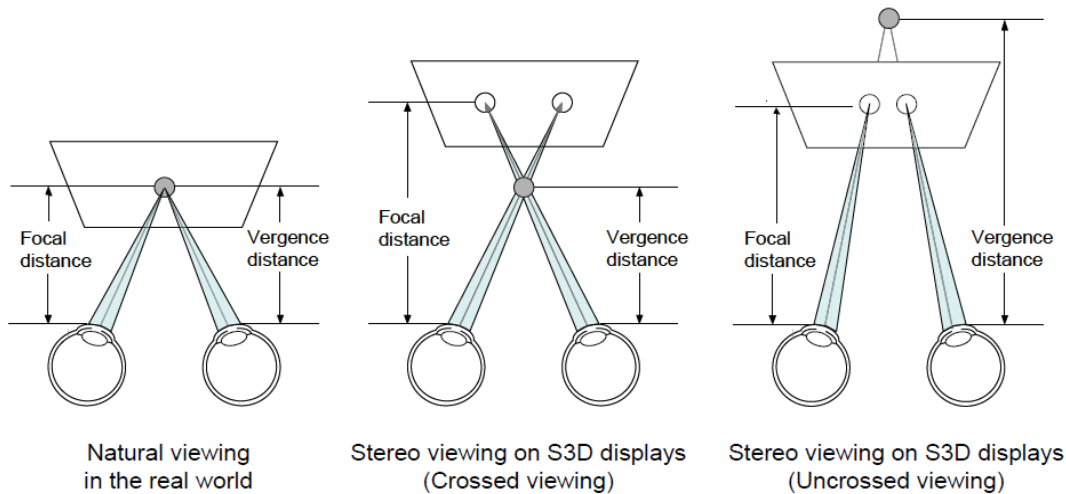 Focal
distance
Vergence
distance
Natural viewing
in the real world
Focal
distance
Vergence
distance
Stereo viewing on S3D displays
(Crossed viewing)
Focal
distance
Vergence
distance
Stereo viewing on S3D displays
(Uncrossed viewing)